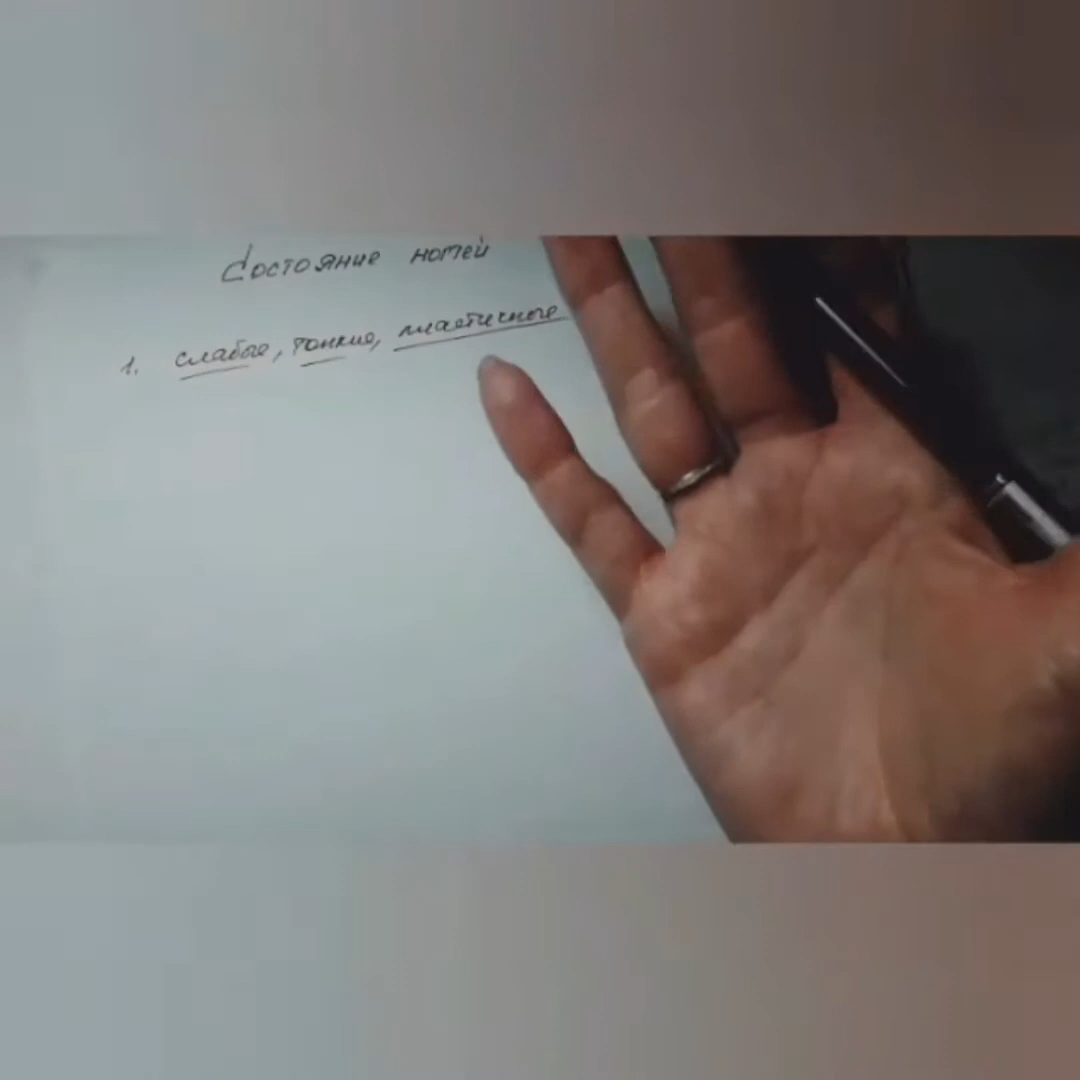 Состояние ногтей
1. слабые, тонкие, пластичные